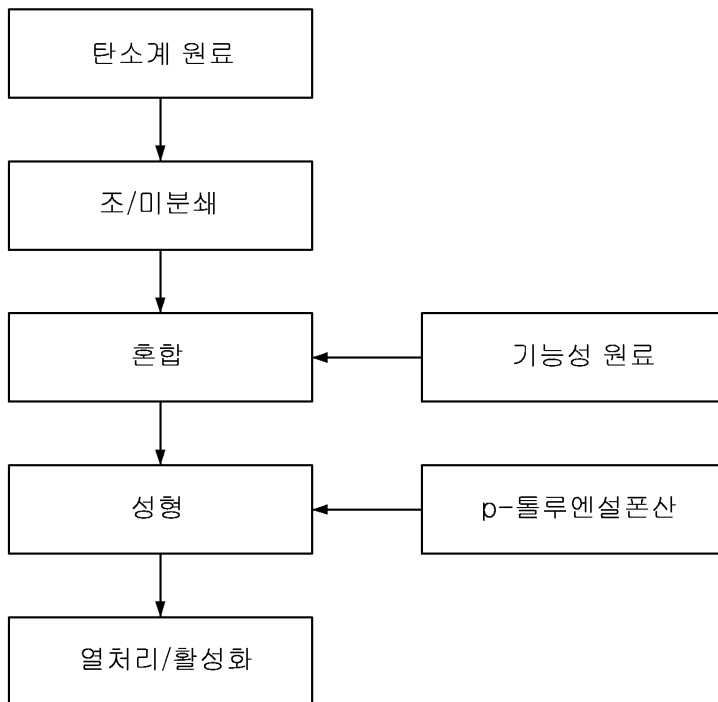 탄소계 원료
조/미분쇄
혼합
기능성 원료
성형
p-톨루엔설폰산
열처리/활성화